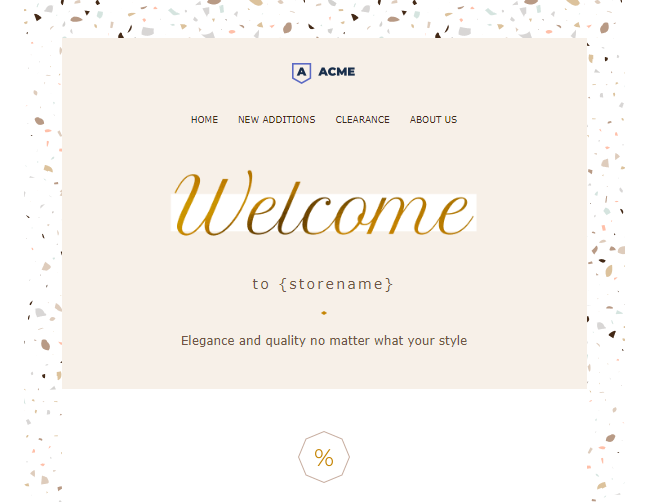 A ACME
HOME NEW ADDITIONS CLEARANCE ABOUT US
Welcome
to {storename}
Elegance and quality no matter what your style
%